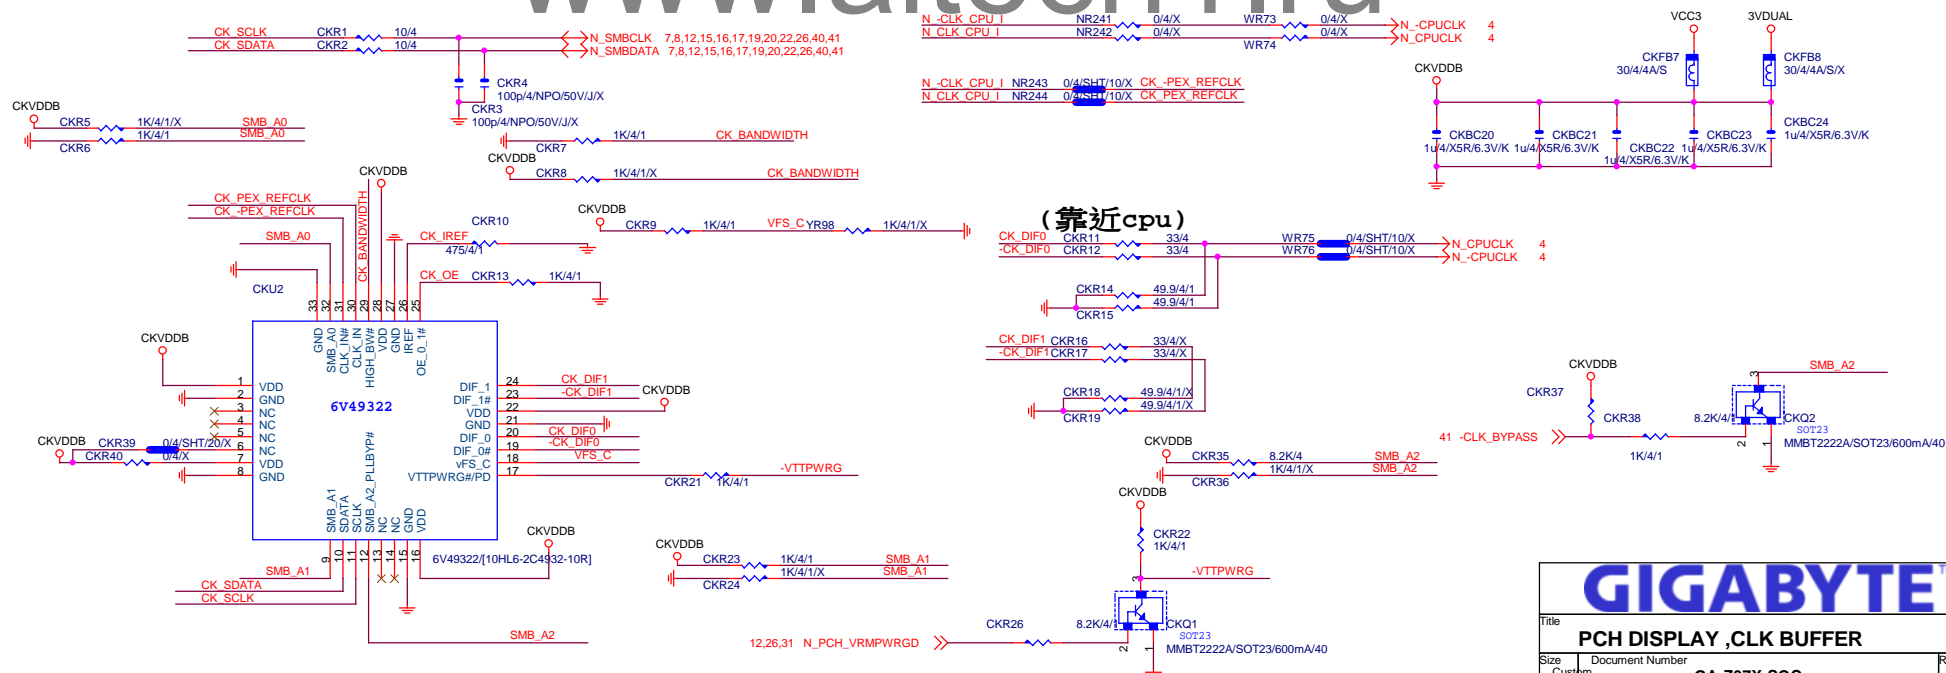 CK_SCLK CKR1 10/4 N_SMBCLK 7,8,12,15,16,17,19,20,22,26,40,41
CK_SDATA CKR2 10/4 N_SMBDATA 7,8,12,15,16,17,19,20,22,26,40,41
CKR4
100p/4/NPO/50V/J/X
CKR3
100p/4/NPO/50V/J/X
N_-CLK_CPU_I NR241 0/4/X WR73 0/4/X N_-CPUCLK 4
N_CLK_CPU_I NR242 0/4/X WR74 0/4/X N_CPUCLK 4
N_-CLK_CPU_I NR243 0/4/SHT/10/X CK_-PEX_REFCLK
N_CLK_CPU_I NR244 0/4/SHT/10/X CK_PEX_REFCLK
VCC3 3VDUAL
CKFB7
30/4/4A/S
CKFB8
30/4/4A/S/X
CKVDDB
CKBC20
1u/4/X5R/6.3V/K
CKBC21
1u/4/X5R/6.3V/K
CKBC22
1u/4/X5R/6.3V/K
CKBC23
1u/4/X5R/6.3V/K
CKBC24
1u/4/X5R/6.3V/K
CKVDDB
CKR5 1K/4/1/X SMB_A0
CKR6 1K/4/1 SMB_A0
CKR7 1K/4/1 CK_BANDWIDTH
CKVDDB
CKR8 1K/4/1/X CK_BANDWIDTH
CKVDDB
CK_PEX_REFCLK
CK_-PEX_REFCLK
SMB_A0
CK_BANDWIDTH
CKR10
CK_IREF
475/4/1
CK_OE CKR13 1K/4/1
CKVDDB
CKR9 1K/4/1 VFS_C YR98 1K/4/1/X
(靠近cpu)
CK_DIF0 CKR11 33/4 WR75 0/4/SHT/10/X N_CPUCLK 4
-CK_DIF0 CKR12 33/4 WR76 0/4/SHT/10/X N_-CPUCLK 4
CKR14 49.9/4/1
CKR15 49.9/4/1
CK_DIF1 CKR16 33/4/X
-CK_DIF1 CKR17 33/4/X
CKR18 49.9/4/1/X
CKR19 49.9/4/1/X
CKU2
33 32 31 30 29 28 27 26 25
GND SMB_A0 CLK_IN# CLK_IN HIGH_BW# VDD GND IREF OE_0_1#
CKVDDB
1 VDD
2 GND
3 NC
4 NC
5 NC
6 NC
7 VDD
8 GND
6V49322
CKVDDB
CKR39 0/4/SHT/20/X
CKR40 0/4/X
DIF_1 24 CK_DIF1
DIF_1# 23 -CK_DIF1
VDD 22 CKVDDB
GND 21
DIF_0 20 CK_DIF0
DIF_0# 19 -CK_DIF0
vFS_C 18 VFS_C
VTTPWRG#/PD 17
CKR21 1K/4/1 -VTTPWRG
SMB_A1 SDATA SCLK SMB_A2_PLLBYP# NC NC GND VDD
9 10 11 12 13 14 15 16
CKVDDB
6V49322/[10HL6-2C4932-10R]
SMB_A1
CK_SDATA
CK_SCLK
SMB_A2
CKVDDB
CKR23 1K/4/1 SMB_A1
CKR24 1K/4/1/X SMB_A1
CKVDDB
CKR35 8.2K/4 SMB_A2
CKR36 1K/4/1/X SMB_A2
CKVDDB
CKR22
1K/4/1
-VTTPWRG
3
12,26,31 N_PCH_VRMPWRGD CKR26 8.2K/4/ CKQ1
2 1
SOT23
MMBT2222A/SOT23/600mA/40
CKVDDB
CKR37
SMB_A2
3
41 -CLK_BYPASS CKR38 8.2K/4/ CKQ2
1K/4/1
2 1
SOT23
MMBT2222A/SOT23/600mA/40
GIGABYTE
Title
PCH DISPLAY ,CLK BUFFER
Size Document Number